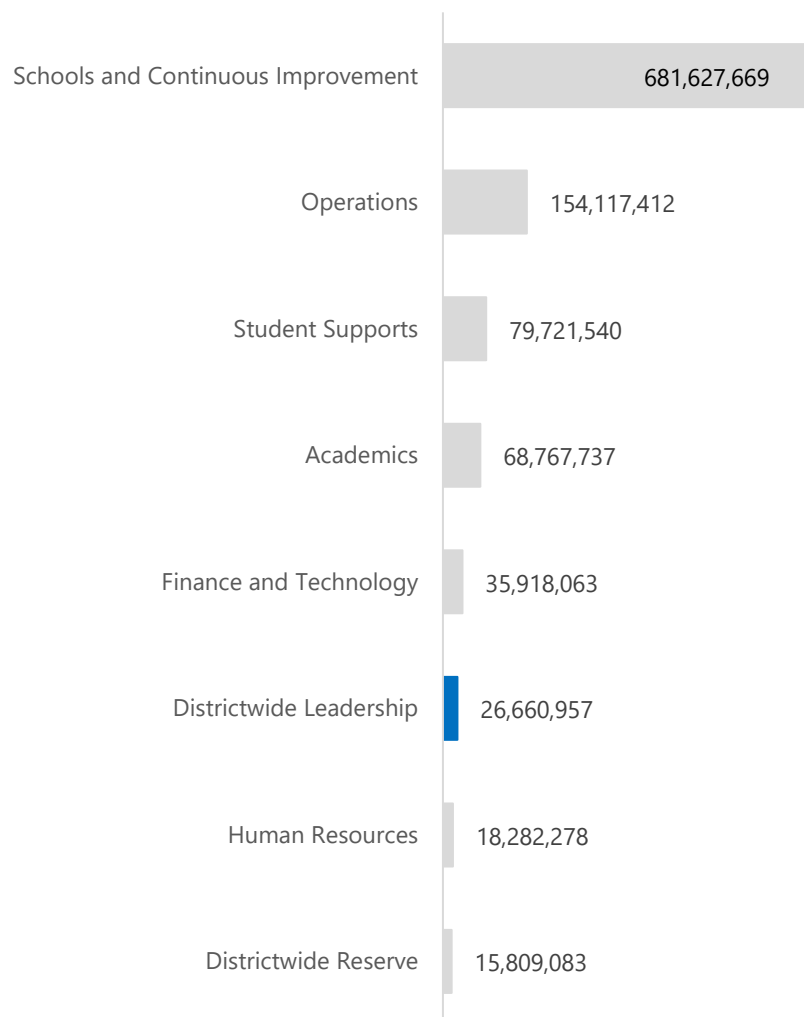 Schools and Continuous Improvement 681,627,669
Operations 154,117,412
Student Supports 79,721,540
Academics 68,767,737
Finance and Technology 35,918,063
Districtwide Leadership 26,660,957
Human Resources 18,282,278
Districtwide Reserve 15,809,083